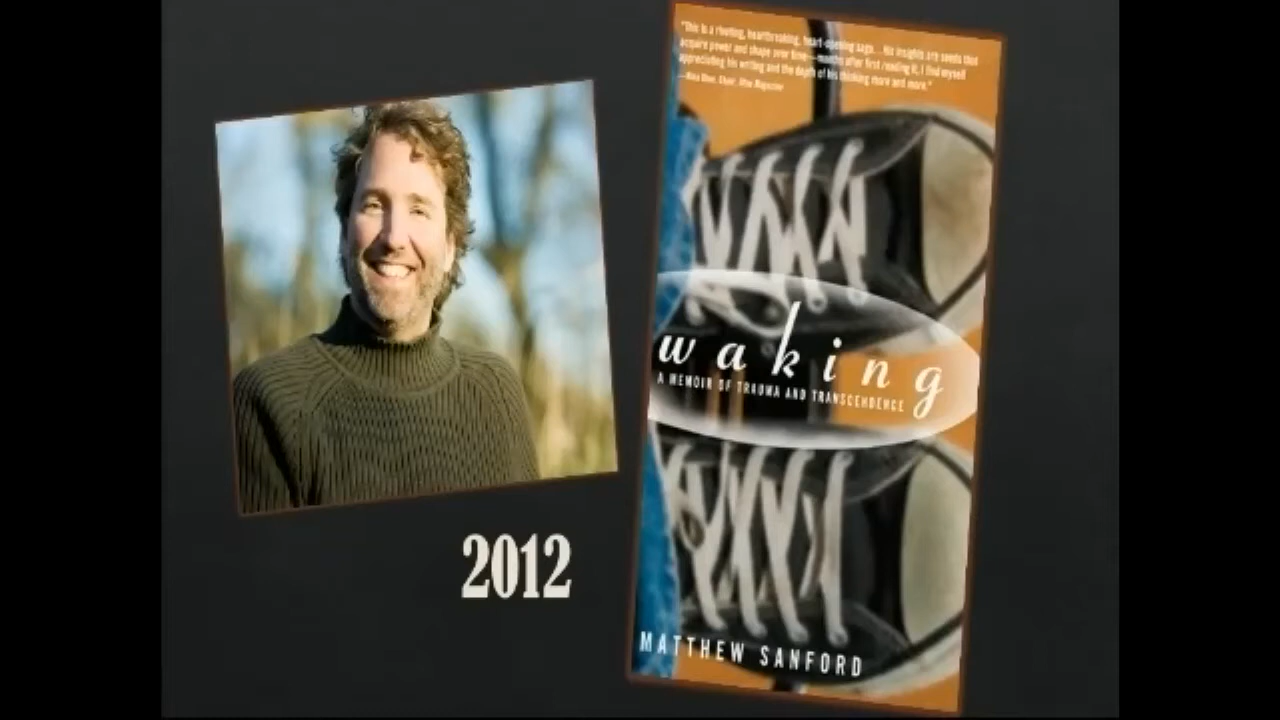 "This is a riveting, heartbreaking, heart-opening saga... His insights are seeds that
acquire power and shape over time—months after first reading it, I find myself
appreciating his writing and the depth of his thinking more and more."
Magazine
waking
A MEMOIR OF TRAUMA AND TRANSCENDENCE
2012
MATTHEW SANFORD